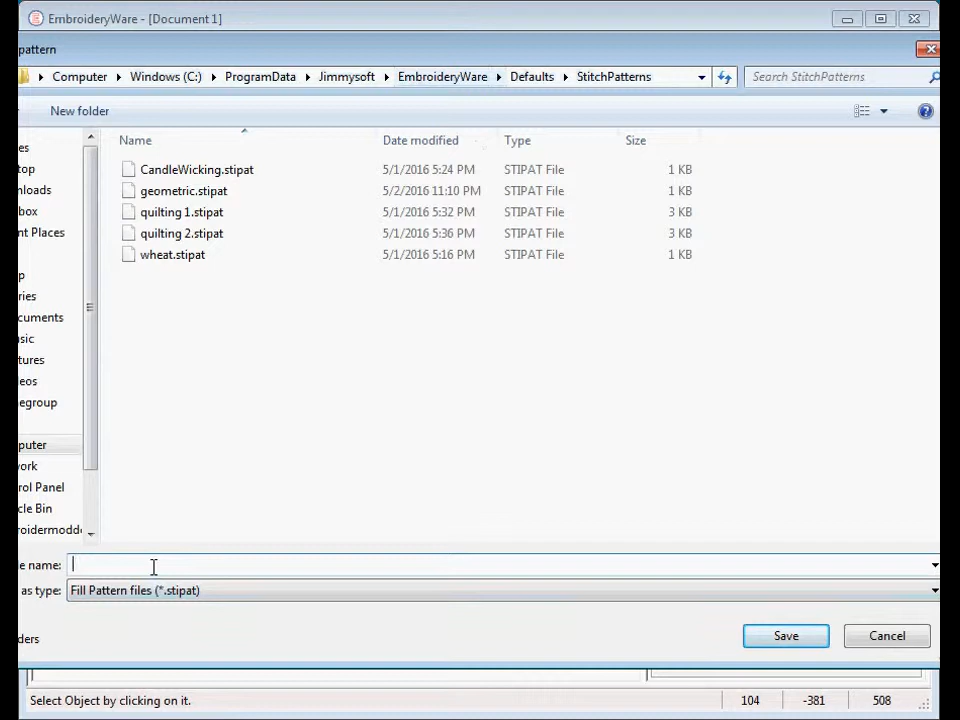 EmbroideryWare - [Document 1]
pattern
Computer Windows (C:) ProgramData Jimmysoft EmbroideryWare Defaults StitchPatterns Search StitchPatterns
New folder
Name Date modified Type Size
es
CandleWicking.stipat 5/1/2016 5:24 PM STIPAT File 1 KB
top
geometric.stipat 5/2/2016 11:10 PM STIPAT File 1 KB
nloads
quilting 1.stipat 5/1/2016 5:32 PM STIPAT File 3 KB
box
quilting 2.stipat 5/1/2016 5:36 PM STIPAT File 3 KB
ent Places
wheat.stipat 5/1/2016 5:16 PM STIPAT File 1 KB
p
ries
cuments
usic
tures
eos
egroup
puter
ork
rol Panel
cle Bin
roidermodde
e name:
as type: Fill Pattern files (*.stipat)
ders
Save Cancel
Select Object by clicking on it. 104 -381 508